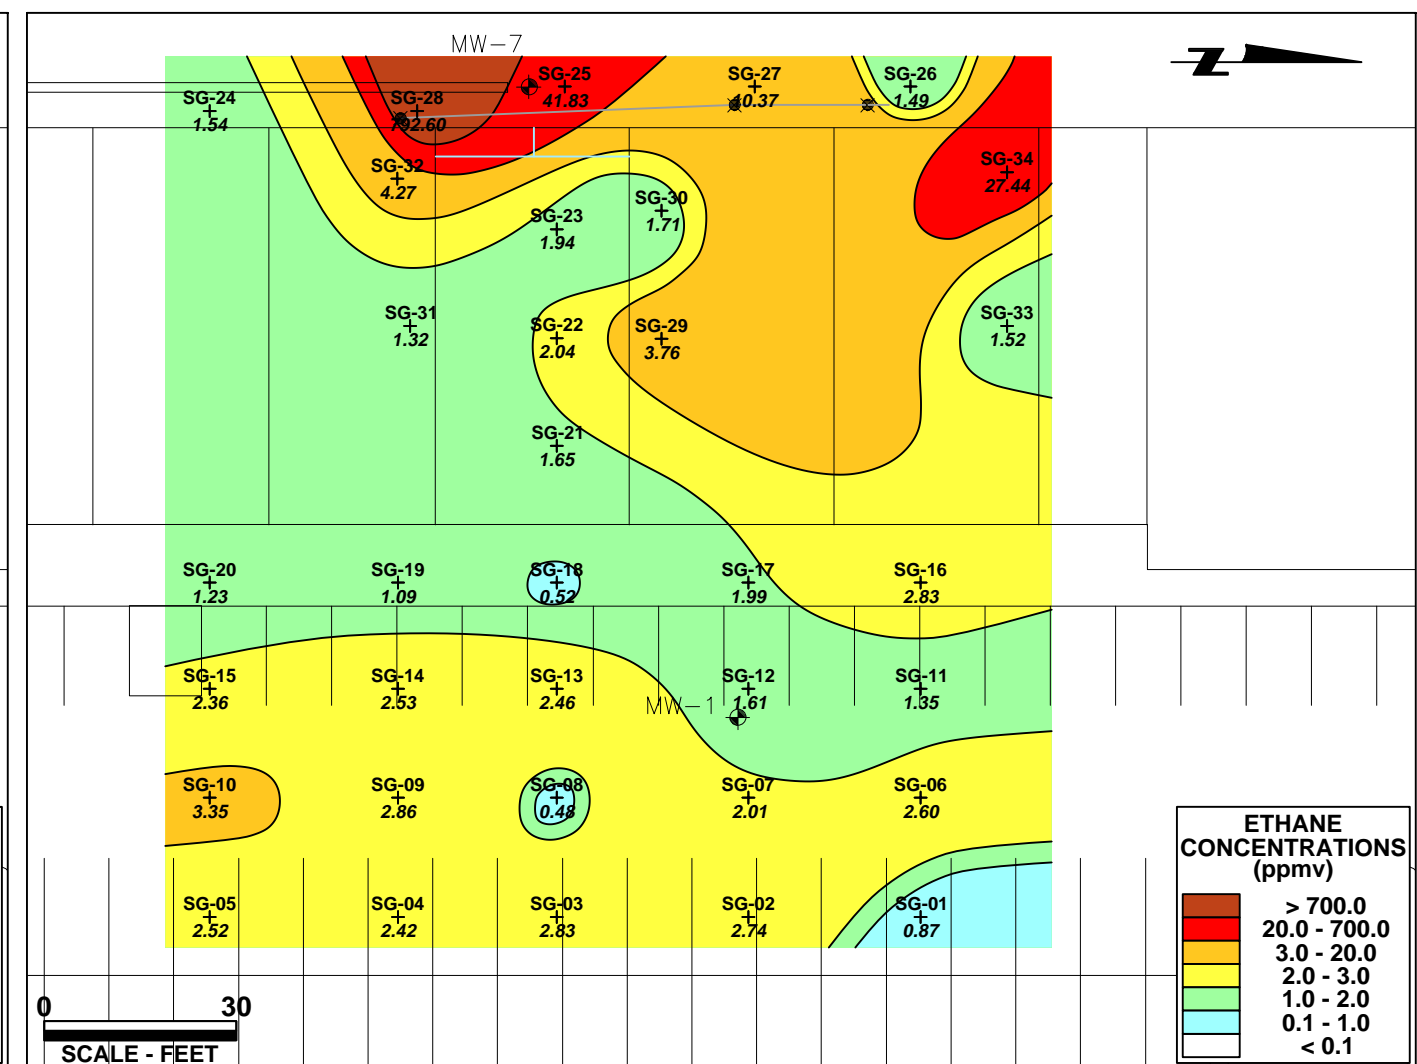 MW-7
SG-25
41.83
SG-27
10.37
SG-26
1.49
Z
SG-24
1.54
SG-28
792.60
SG-32
4.27
SG-34
27.44
SG-30
1.71
SG-23
1.94
SG-31
1.32
SG-22
2.04
SG-29
3.76
SG-33
1.52
SG-21
1.65
SG-20
1.23
SG-19
1.09
SG-18
0.52
SG-17
1.99
SG-16
2.83
SG-15
2.36
SG-14
2.53
SG-13
2.46
SG-12
1.61
SG-11
1.35
MW-1
SG-10
3.35
SG-09
2.86
SG-08
0.48
SG-07
2.01
SG-06
2.60
SG-05
2.52
SG-04
2.42
SG-03
2.83
SG-02
2.74
SG-01
0.87
ETHANE
CONCENTRATIONS
(ppmv)
> 700.0
20.0 - 700.0
3.0 - 20.0
2.0 - 3.0
1.0 - 2.0
0.1 - 1.0
< 0.1
0 30
SCALE - FEET